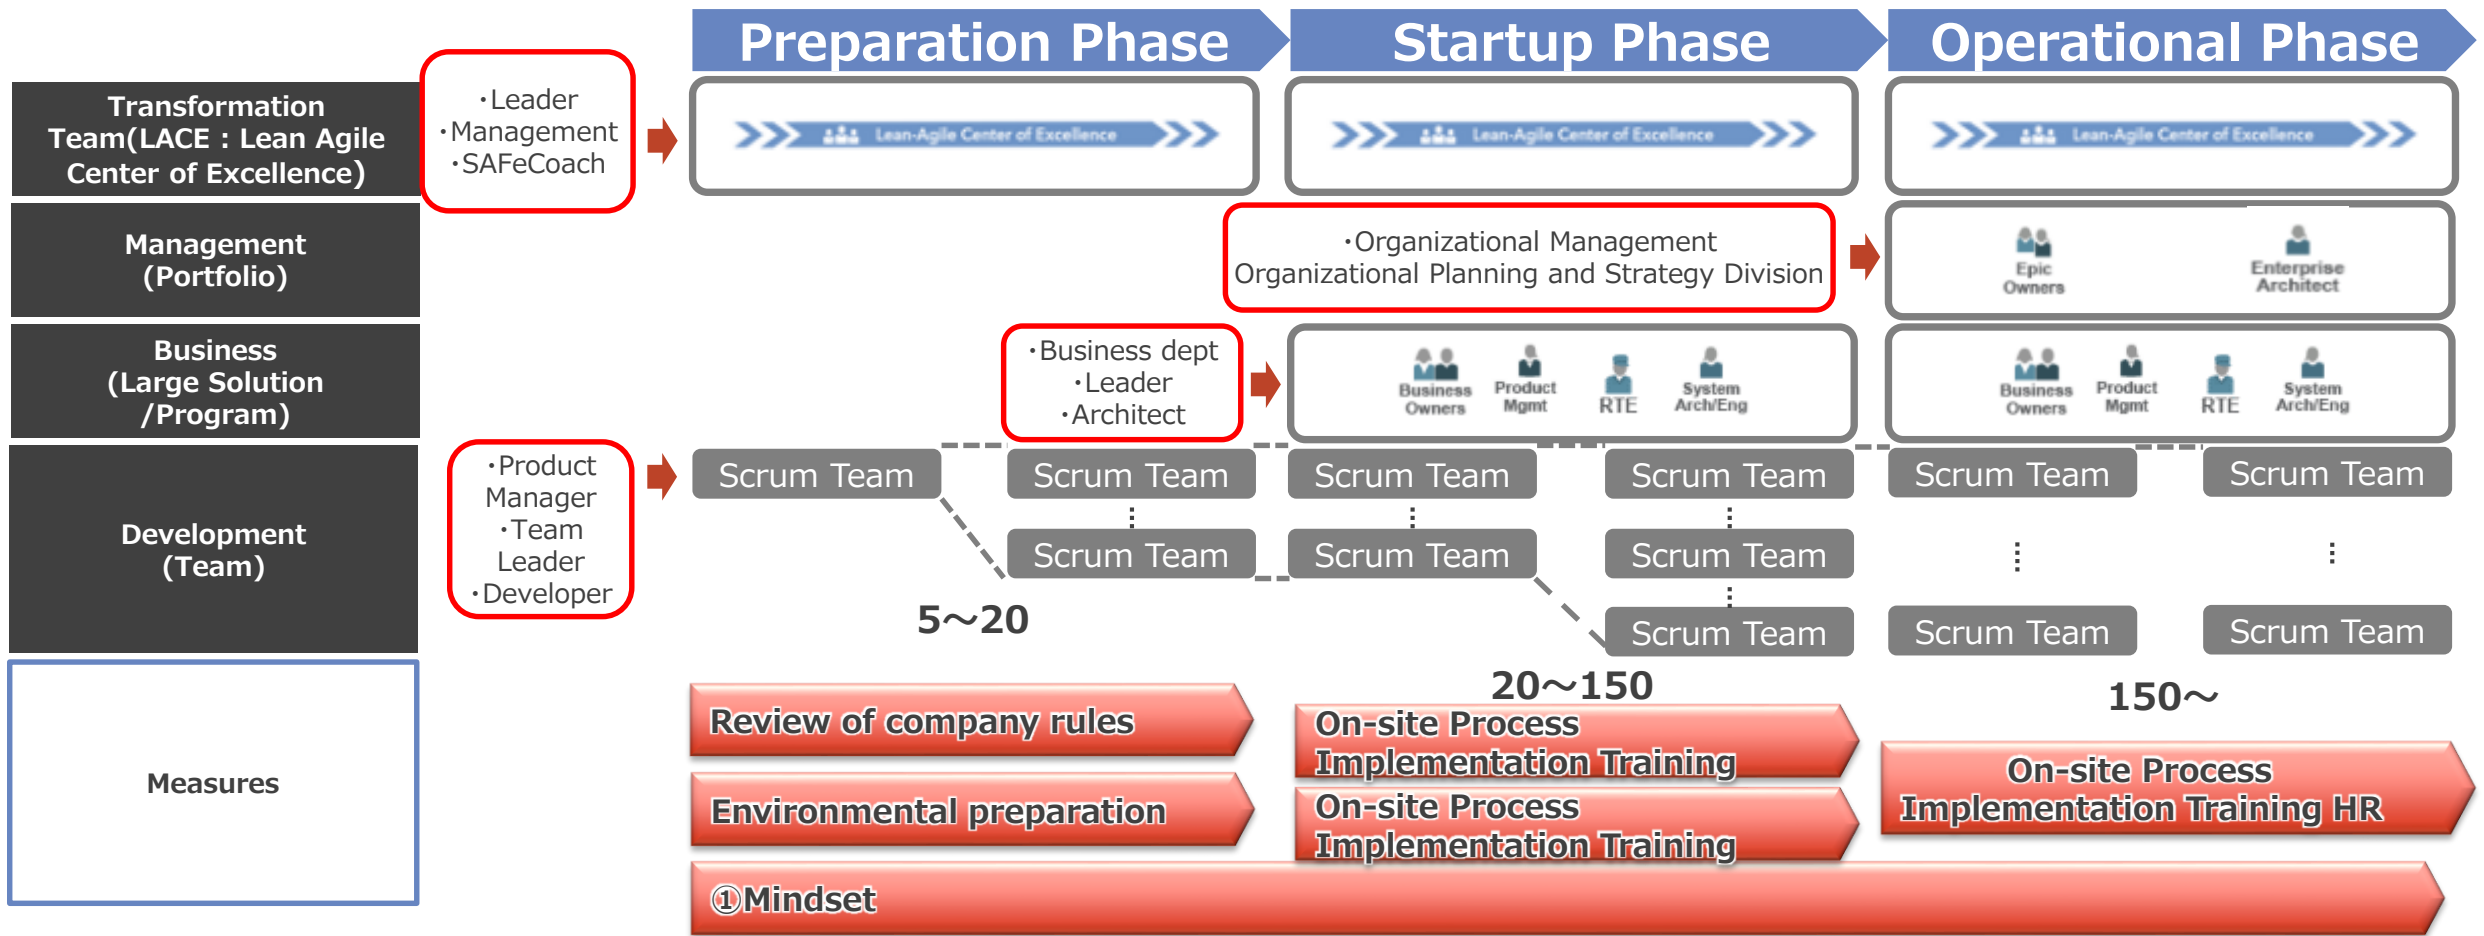 Preparation Phase
Startup Phase
Operational Phase
Transformation
Team(LACE : Lean Agile
Center of Excellence)
・Leader
・Management
・SAFeCoach
Lean-Agile Center of Excellence
Lean-Agile Center of Excellence
Lean-Agile Center of Excellence
Management
(Portfolio)
・Organizational Management
Organizational Planning and Strategy Division
Epic
Owners
Enterprise
Architect
Business
(Large Solution
/Program)
・Business dept
・Leader
・Architect
Business
Owners
Product
Mgmt
RTE
System
Arch/Eng
Business
Owners
Product
Mgmt
RTE
System
Arch/Eng
Development
(Team)
・Product
Manager
・Team
Leader
・Developer
Scrum Team
Scrum Team
Scrum Team
Scrum Team
Scrum Team
Scrum Team
Scrum Team
Scrum Team
Scrum Team
Scrum Team
Scrum Team
Scrum Team
5～20
20～150
150～
Measures
Review of company rules
Environmental preparation
On-site Process
Implementation Training
On-site Process
Implementation Training
On-site Process
Implementation Training HR
①Mindset